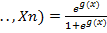 . . , Xn) = e^{g(x)} / 1+e^{g(x)}